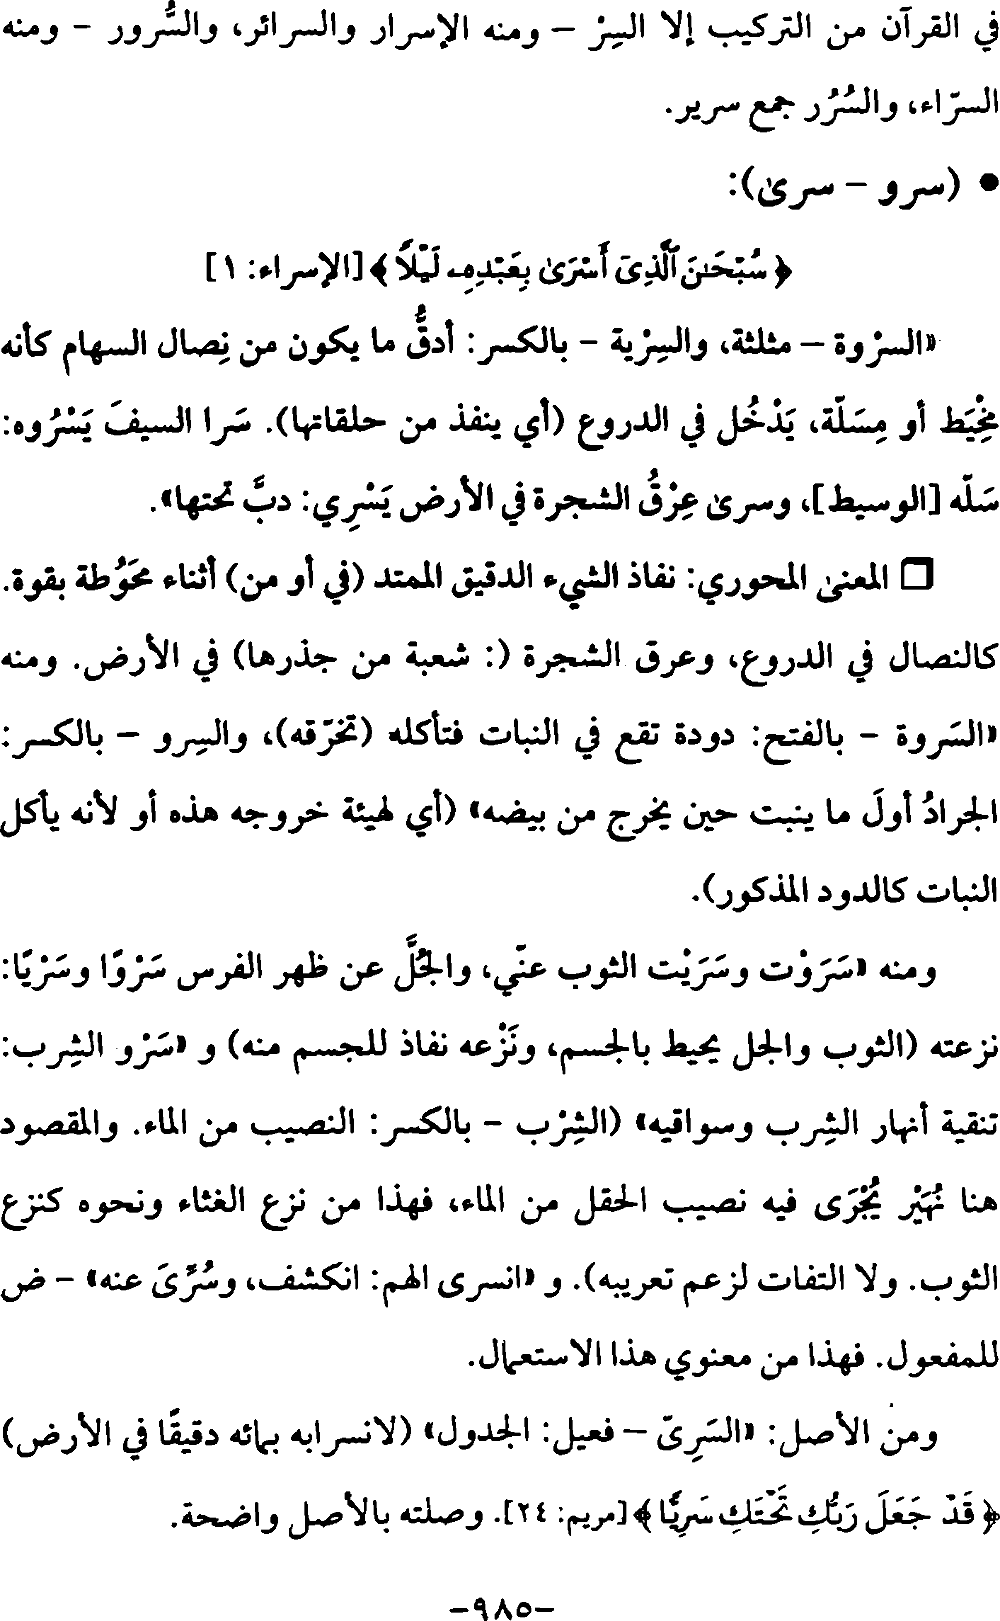 في القرآن من التركيب إلا السِرْ – ومنه الإسرار والسرائر، والسُّرور – ومنه
السرّاء، والسُرُر جمع سرير.
• (سرو – سرى):
﴿ سُبْحَـٰنَ ٱلَّذِىٓ أَسْرَىٰ بِعَبْدِهِۦ لَيْلًا ﴾ [الإسراء: ١]
«السرْوة – مثلثة، والسِرْية – بالكسر: أدقُّ ما يكون من نِصال السهام كأنه
مِخْيَط أو مِسَلّة، يَدْخُل في الدروع (أي ينفذ من حلقاتها). سَرا السيفَ يَسْرُوه:
سَلّه [الوسيط]، وسرى عِرْقُ الشجرة في الأرض يَسْرِي: دبَّ تحتها».
❒ المعنى المحوري: نفاذ الشيء الدقيق الممتد (في أو من) أثناء مَحُوطة بقوة.
كالنصال في الدروع، وعرق الشجرة (: شعبة من جذرها) في الأرض. ومنه
«السَروة – بالفتح: دودة تقع في النبات فتأكله (تخرّقه)، والسِرو – بالكسر:
الجرادُ أولَ ما ينبت حين يخرج من بيضه» (أي لهيئة خروجه هذه أو لأنه يأكل
النبات كالدود المذكور).
ومنه «سَرَوْت وسَرَيْت الثوب عنّي، والجُلَّ عن ظهر الفرس سَرْوًا وسَرْيًا:
نزعته (الثوب والجل يحيط بالجسم، ونَزْعه نفاذ للجسم منه) و «سَرْو الشِرب:
تنقية أنهار الشِرب وسواقيه» (الشِرْب – بالكسر: النصيب من الماء. والمقصود
هنا نُهَيْر يُجْرَى فيه نصيب الحقل من الماء، فهذا من نزع الغثاء ونحوه كنزع
الثوب. ولا التفات لزعم تعريبه). و «انسرى الهم: انكشف، وسُرِّىَ عنه» – ض
للمفعول. فهذا من معنوي هذا الاستعمال.
ومن الأصل: «السَرِىّ – فعيل: الجدول» (لانسرابه بمائه دقيقًا في الأرض)
﴿ قَدْ جَعَلَ رَبُّكِ تَحْتَكِ سَرِيًّا ﴾ [مريم: ٢٤]. وصلته بالأصل واضحة.
-٩٨٥-